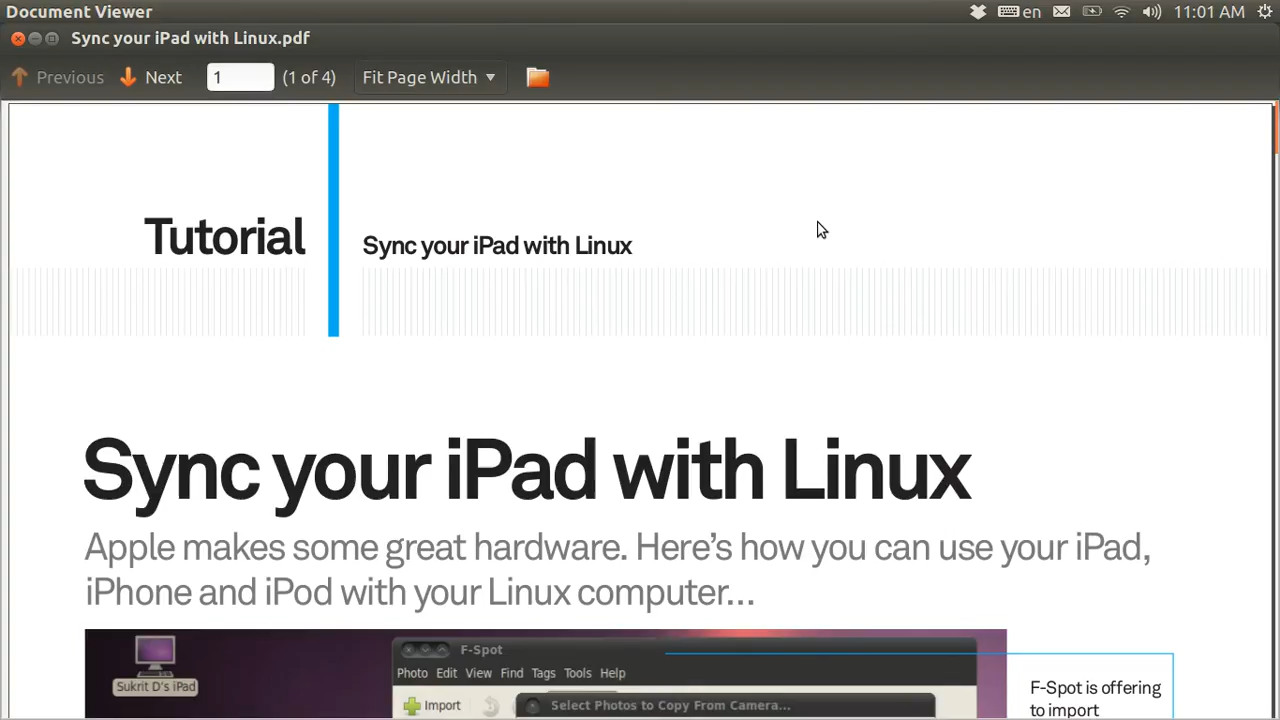 Document Viewer
en
11:01 AM
Sync your iPad with Linux.pdf
Previous
Next
1
(1 of 4)
Fit Page Width
Tutorial
Sync your iPad with Linux
Sync your iPad with Linux
Apple makes some great hardware. Here's how you can use your iPad,
iPhone and iPod with your Linux computer...
Sukrit D's iPad
F-Spot
Photo Edit View Find Tags Tools Help
Import
Select Photos to Copy From Camera...
F-Spot is offering
to import